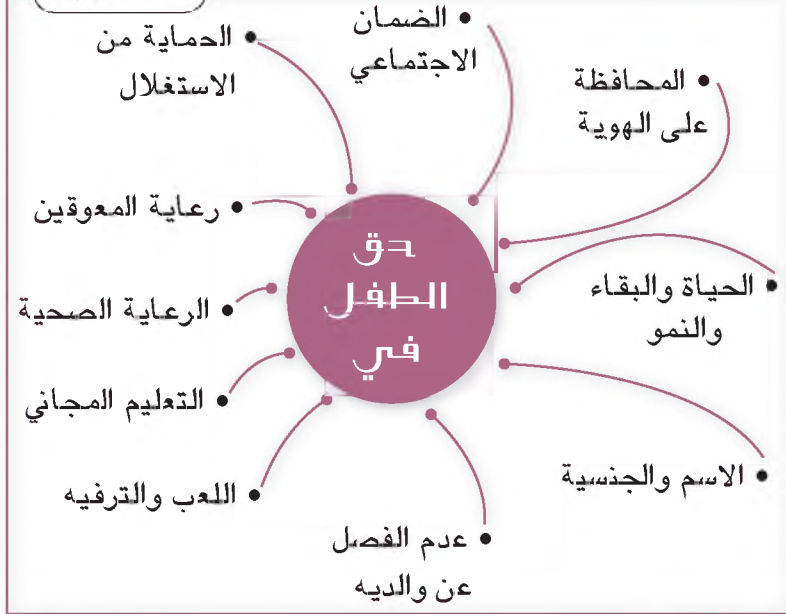 حق
الطفل
في
• الضمان
الاجتماعي
• المحافظة
على الهوية
• الحياة والبقاء
والنمو
• الاسم والجنسية
• عدم الفصل
عن والديه
• اللعب والترفيه
• التعليم المجاني
• الرعاية الصحية
• رعاية المعوقين
• الحماية من
الاستغلال